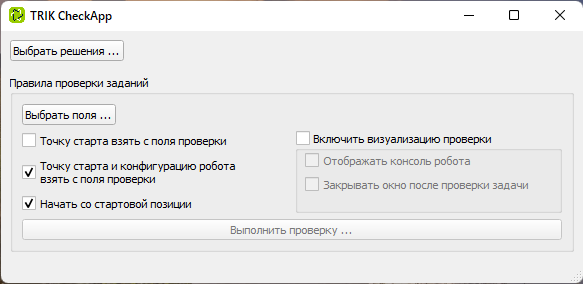 TRIK CheckApp
Выбрать решения ...
Правила проверки заданий
Выбрать поля ...
Точку старта взять с поля проверки
Точку старта и конфигурацию робота
взять с поля проверки
Начать со стартовой позиции
Включить визуализацию проверки
Отображать консоль робота
Закрывать окно после проверки задачи
Выполнить проверку ...